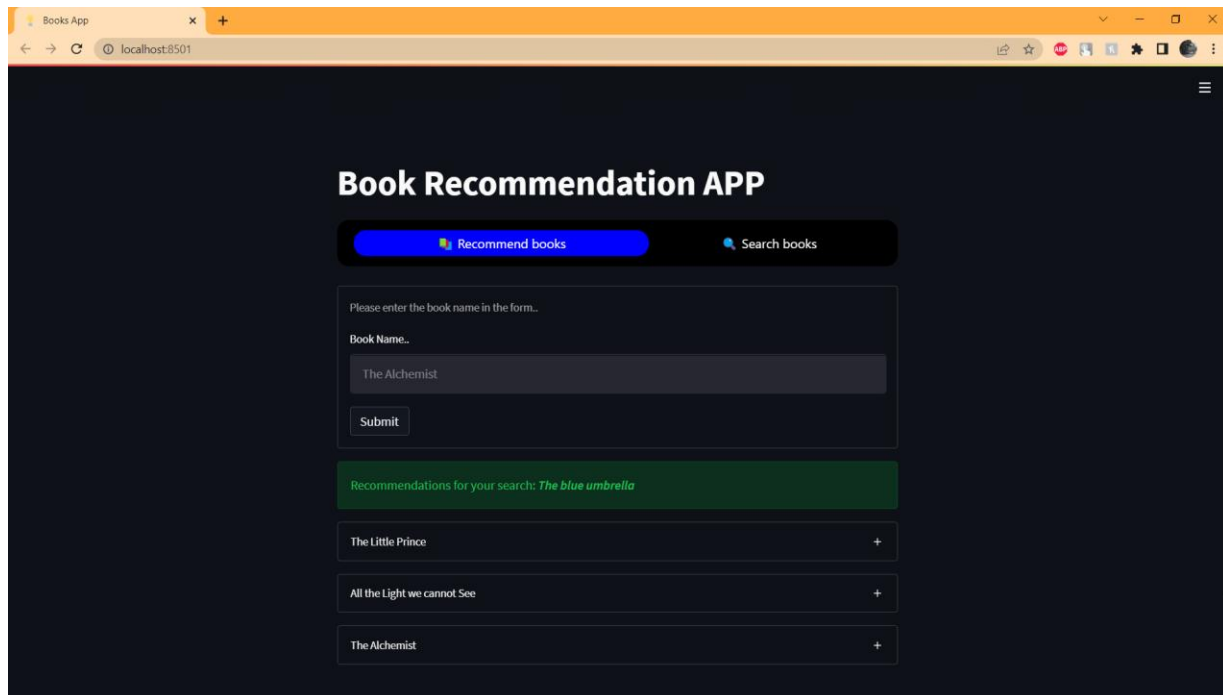 Books App
localhost:8501
ABP
Book Recommendation APP
Recommend books
Search books
Please enter the book name in the form..
Book Name..
The Alchemist
Submit
Recommendations for your search: The blue umbrella
The Little Prince
+
All the Light we cannot See
+
The Alchemist
+